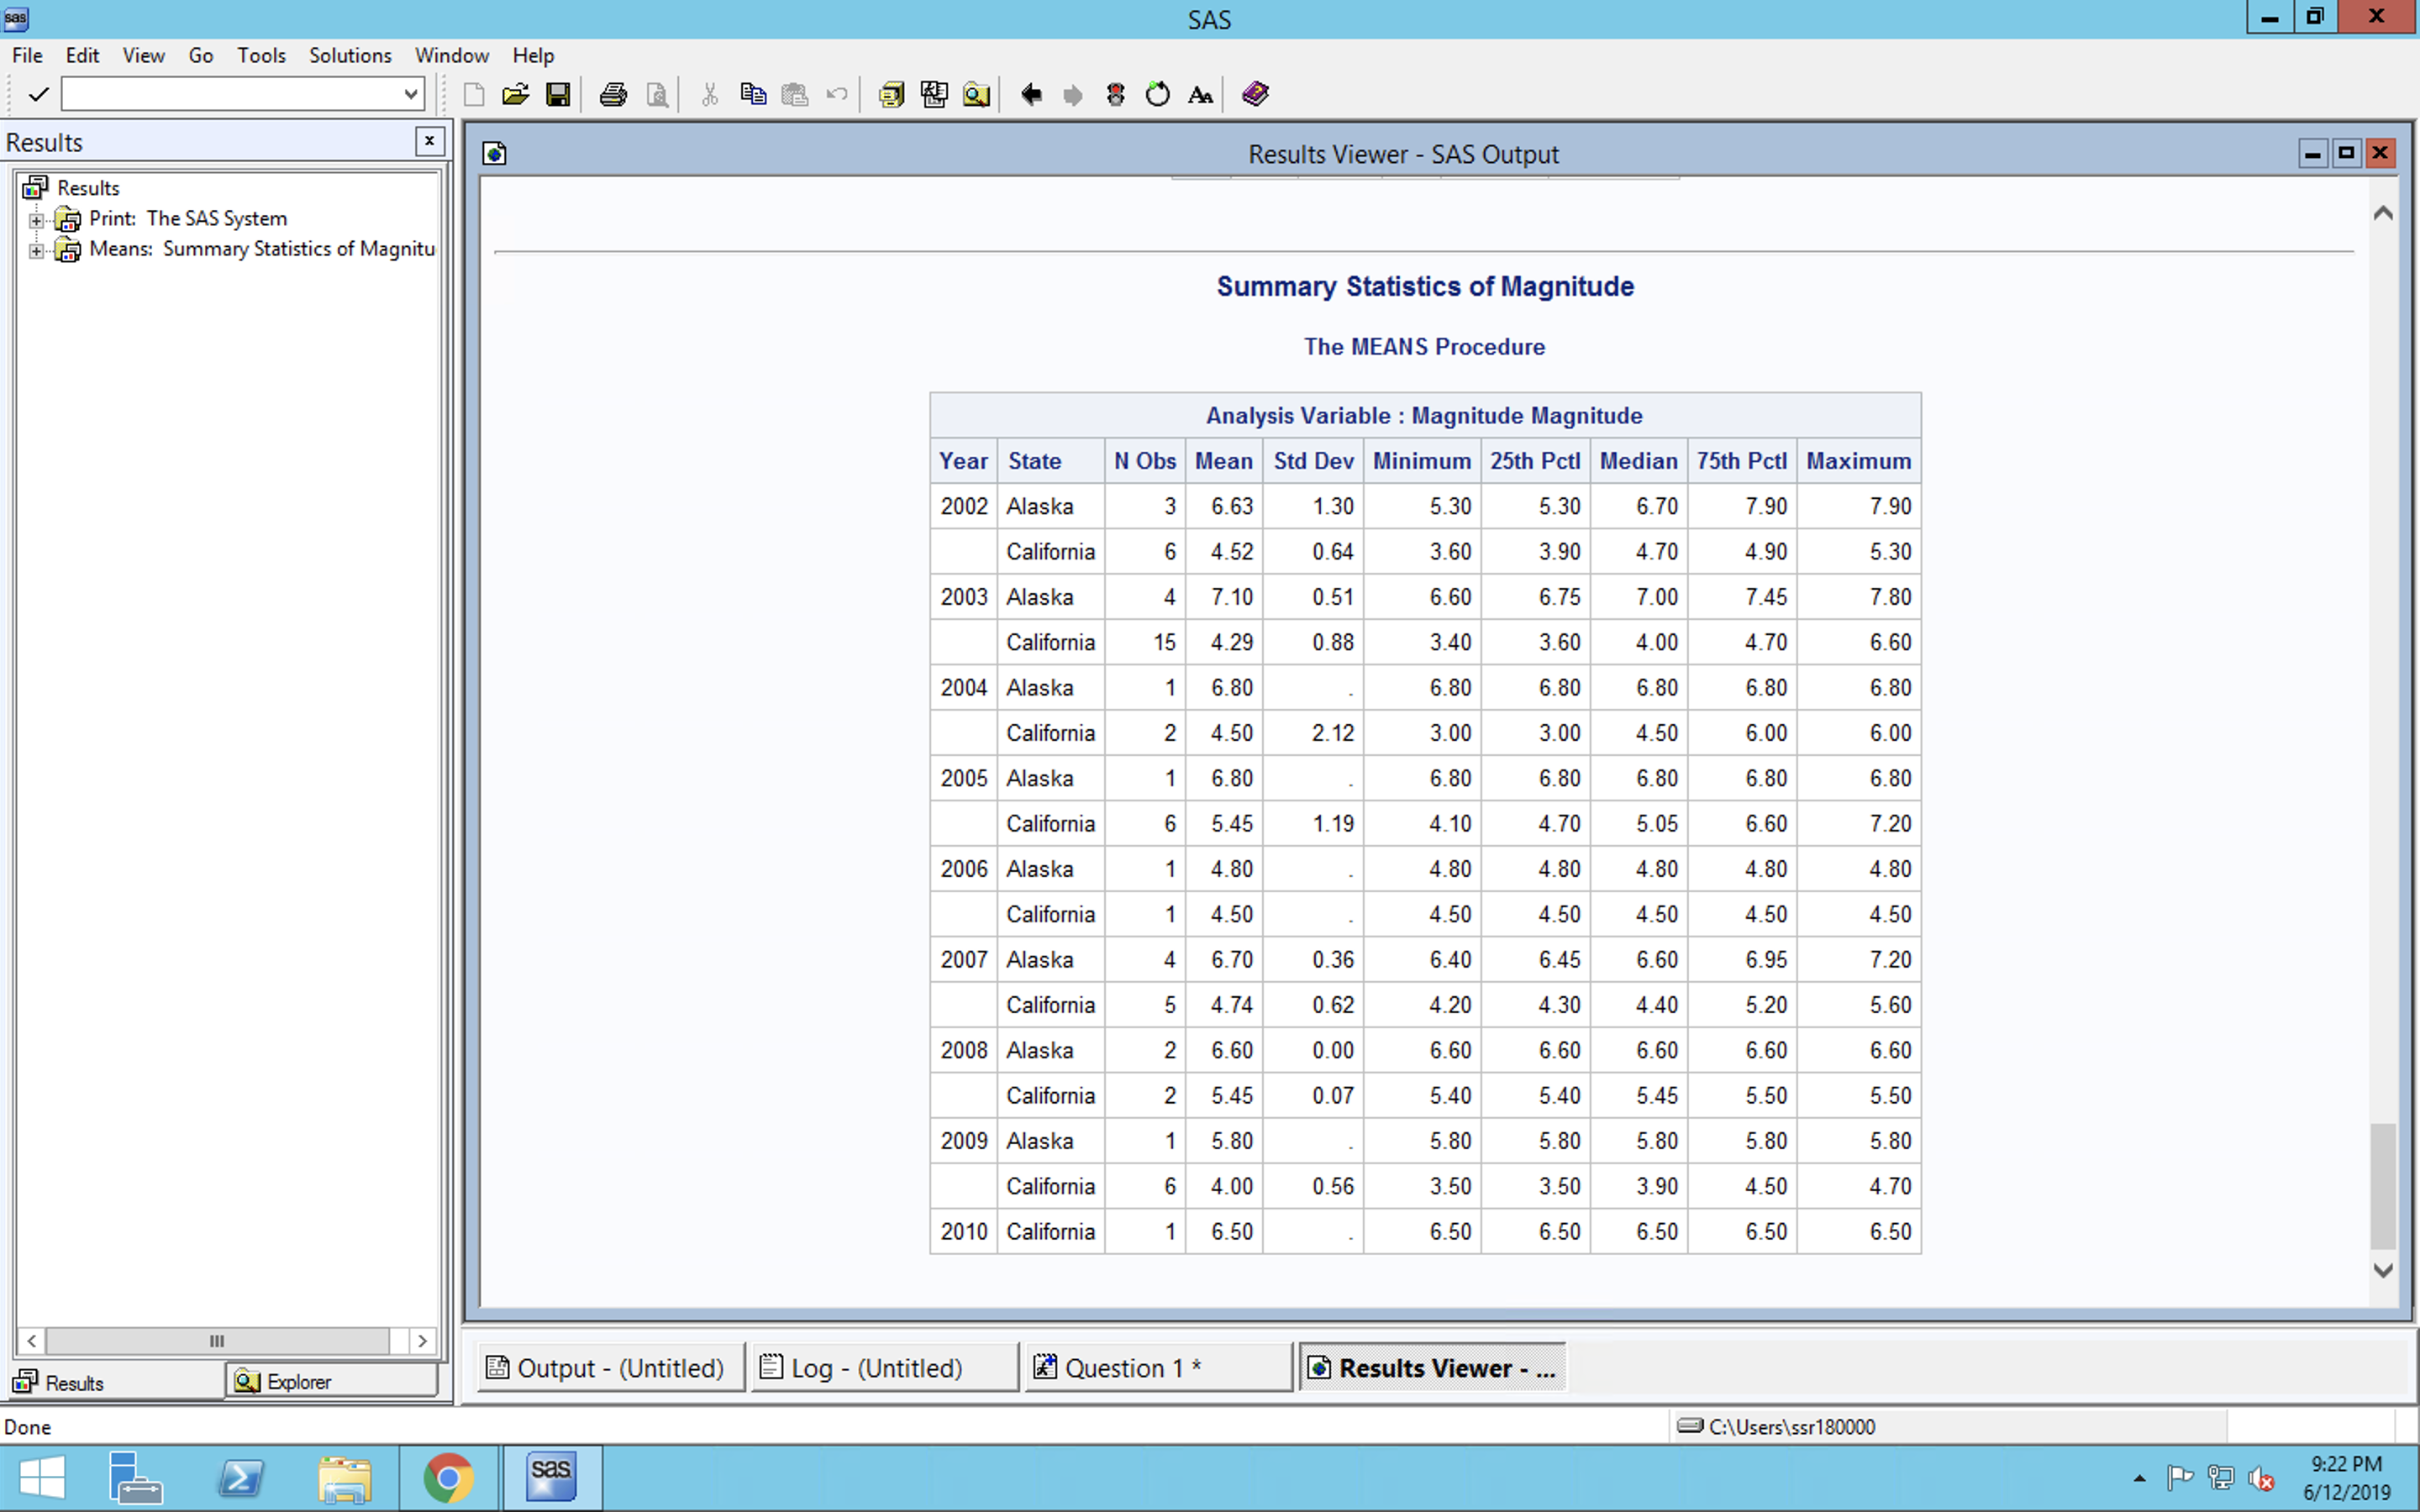 sas SAS
File Edit View Go Tools Solutions Window Help
Results
Results
Print: The SAS System
Means: Summary Statistics of Magnitu
Results Viewer - SAS Output
Summary Statistics of Magnitude
The MEANS Procedure
Analysis Variable : Magnitude Magnitude
Year State N Obs Mean Std Dev Minimum 25th Pctl Median 75th Pctl Maximum
2002 Alaska 3 6.63 1.30 5.30 5.30 6.70 7.90 7.90
California 6 4.52 0.64 3.60 3.90 4.70 4.90 5.30
2003 Alaska 4 7.10 0.51 6.60 6.75 7.00 7.45 7.80
California 15 4.29 0.88 3.40 3.60 4.00 4.70 6.60
2004 Alaska 1 6.80 . 6.80 6.80 6.80 6.80 6.80
California 2 4.50 2.12 3.00 3.00 4.50 6.00 6.00
2005 Alaska 1 6.80 . 6.80 6.80 6.80 6.80 6.80
California 6 5.45 1.19 4.10 4.70 5.05 6.60 7.20
2006 Alaska 1 4.80 . 4.80 4.80 4.80 4.80 4.80
California 1 4.50 . 4.50 4.50 4.50 4.50 4.50
2007 Alaska 4 6.70 0.36 6.40 6.45 6.60 6.95 7.20
California 5 4.74 0.62 4.20 4.30 4.40 5.20 5.60
2008 Alaska 2 6.60 0.00 6.60 6.60 6.60 6.60 6.60
California 2 5.45 0.07 5.40 5.40 5.45 5.50 5.50
2009 Alaska 1 5.80 . 5.80 5.80 5.80 5.80 5.80
California 6 4.00 0.56 3.50 3.50 3.90 4.50 4.70
2010 California 1 6.50 . 6.50 6.50 6.50 6.50 6.50
Results Explorer
Output - (Untitled) Log - (Untitled) Question 1 * Results Viewer - ...
Done C:\Users\ssr180000
sas
9:22 PM
6/12/2019